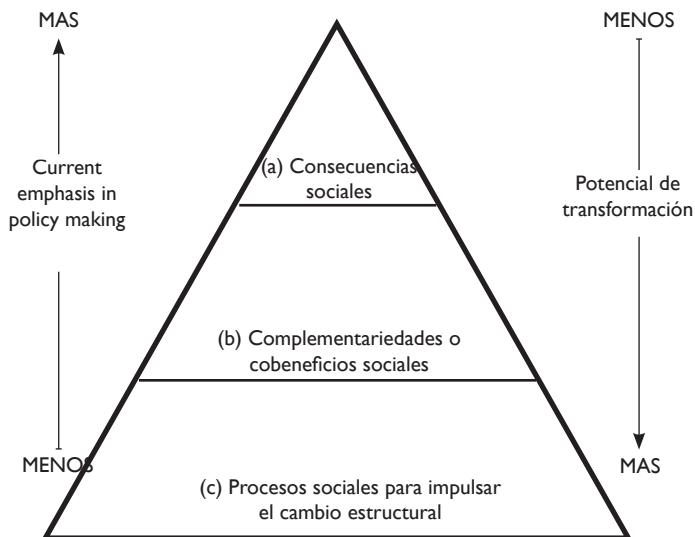 MAS
MENOS
(a) Consecuencias
sociales
Current
emphasis in
policy making
Potencial de
transformación
(b) Complementariedades o
cobeneficios sociales
MENOS
MAS
(c) Procesos sociales para impulsar
el cambio estructural